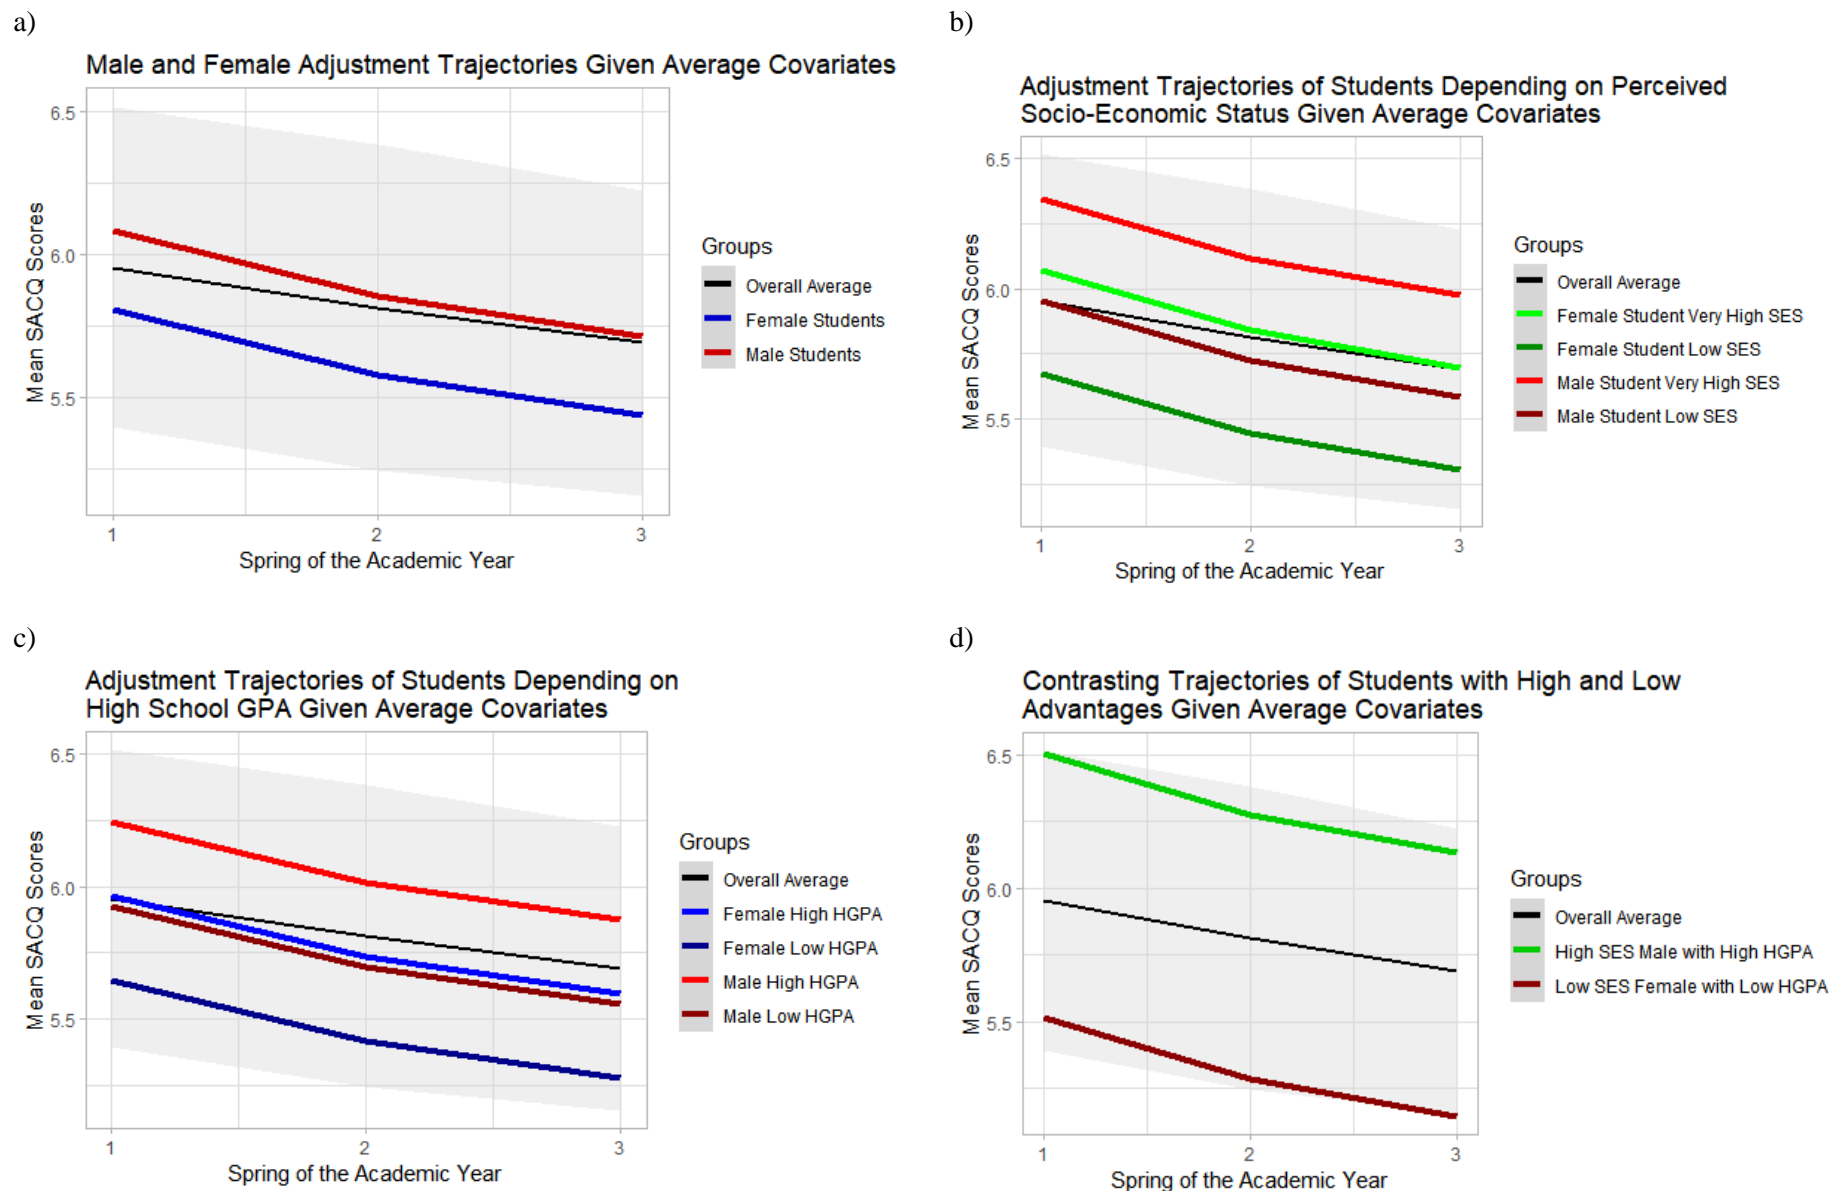 a)
Male and Female Adjustment Trajectories Given Average Covariates
6.5
6.0
5.5
Mean SACQ Scores
1
2
3
Spring of the Academic Year
Groups
Overall Average
Female Students
Male Students
b)
Adjustment Trajectories of Students Depending on Perceived
Socio-Economic Status Given Average Covariates
6.5
6.0
5.5
Mean SACQ Scores
1
2
3
Spring of the Academic Year
Groups
Overall Average
Female Student Very High SES
Female Student Low SES
Male Student Very High SES
Male Student Low SES
c)
Adjustment Trajectories of Students Depending on
High School GPA Given Average Covariates
6.5
6.0
5.5
Mean SACQ Scores
1
2
3
Spring of the Academic Year
Groups
Overall Average
Female High HGPA
Female Low HGPA
Male High HGPA
Male Low HGPA
d)
Contrasting Trajectories of Students with High and Low
Advantages Given Average Covariates
6.5
6.0
5.5
Mean SACQ Scores
1
2
3
Spring of the Academic Year
Groups
Overall Average
High SES Male with High HGPA
Low SES Female with Low HGPA